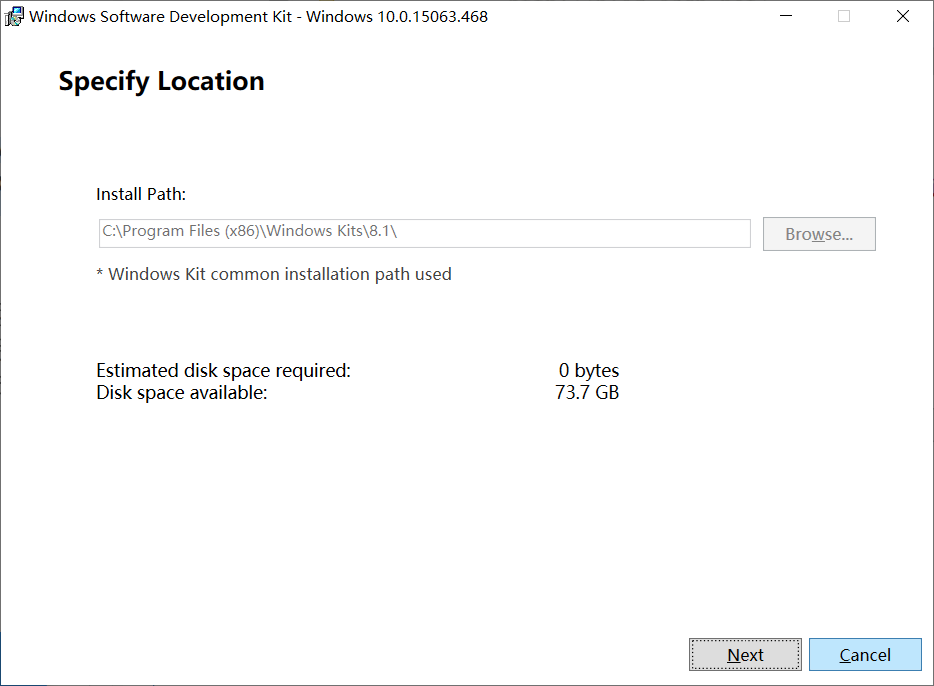 Windows Software Development Kit - Windows 10.0.15063.468
Specify Location
Install Path:
C:\Program Files (x86)\Windows Kits\8.1\
Browse...
* Windows Kit common installation path used
Estimated disk space required: 0 bytes
Disk space available: 73.7 GB
Next Cancel